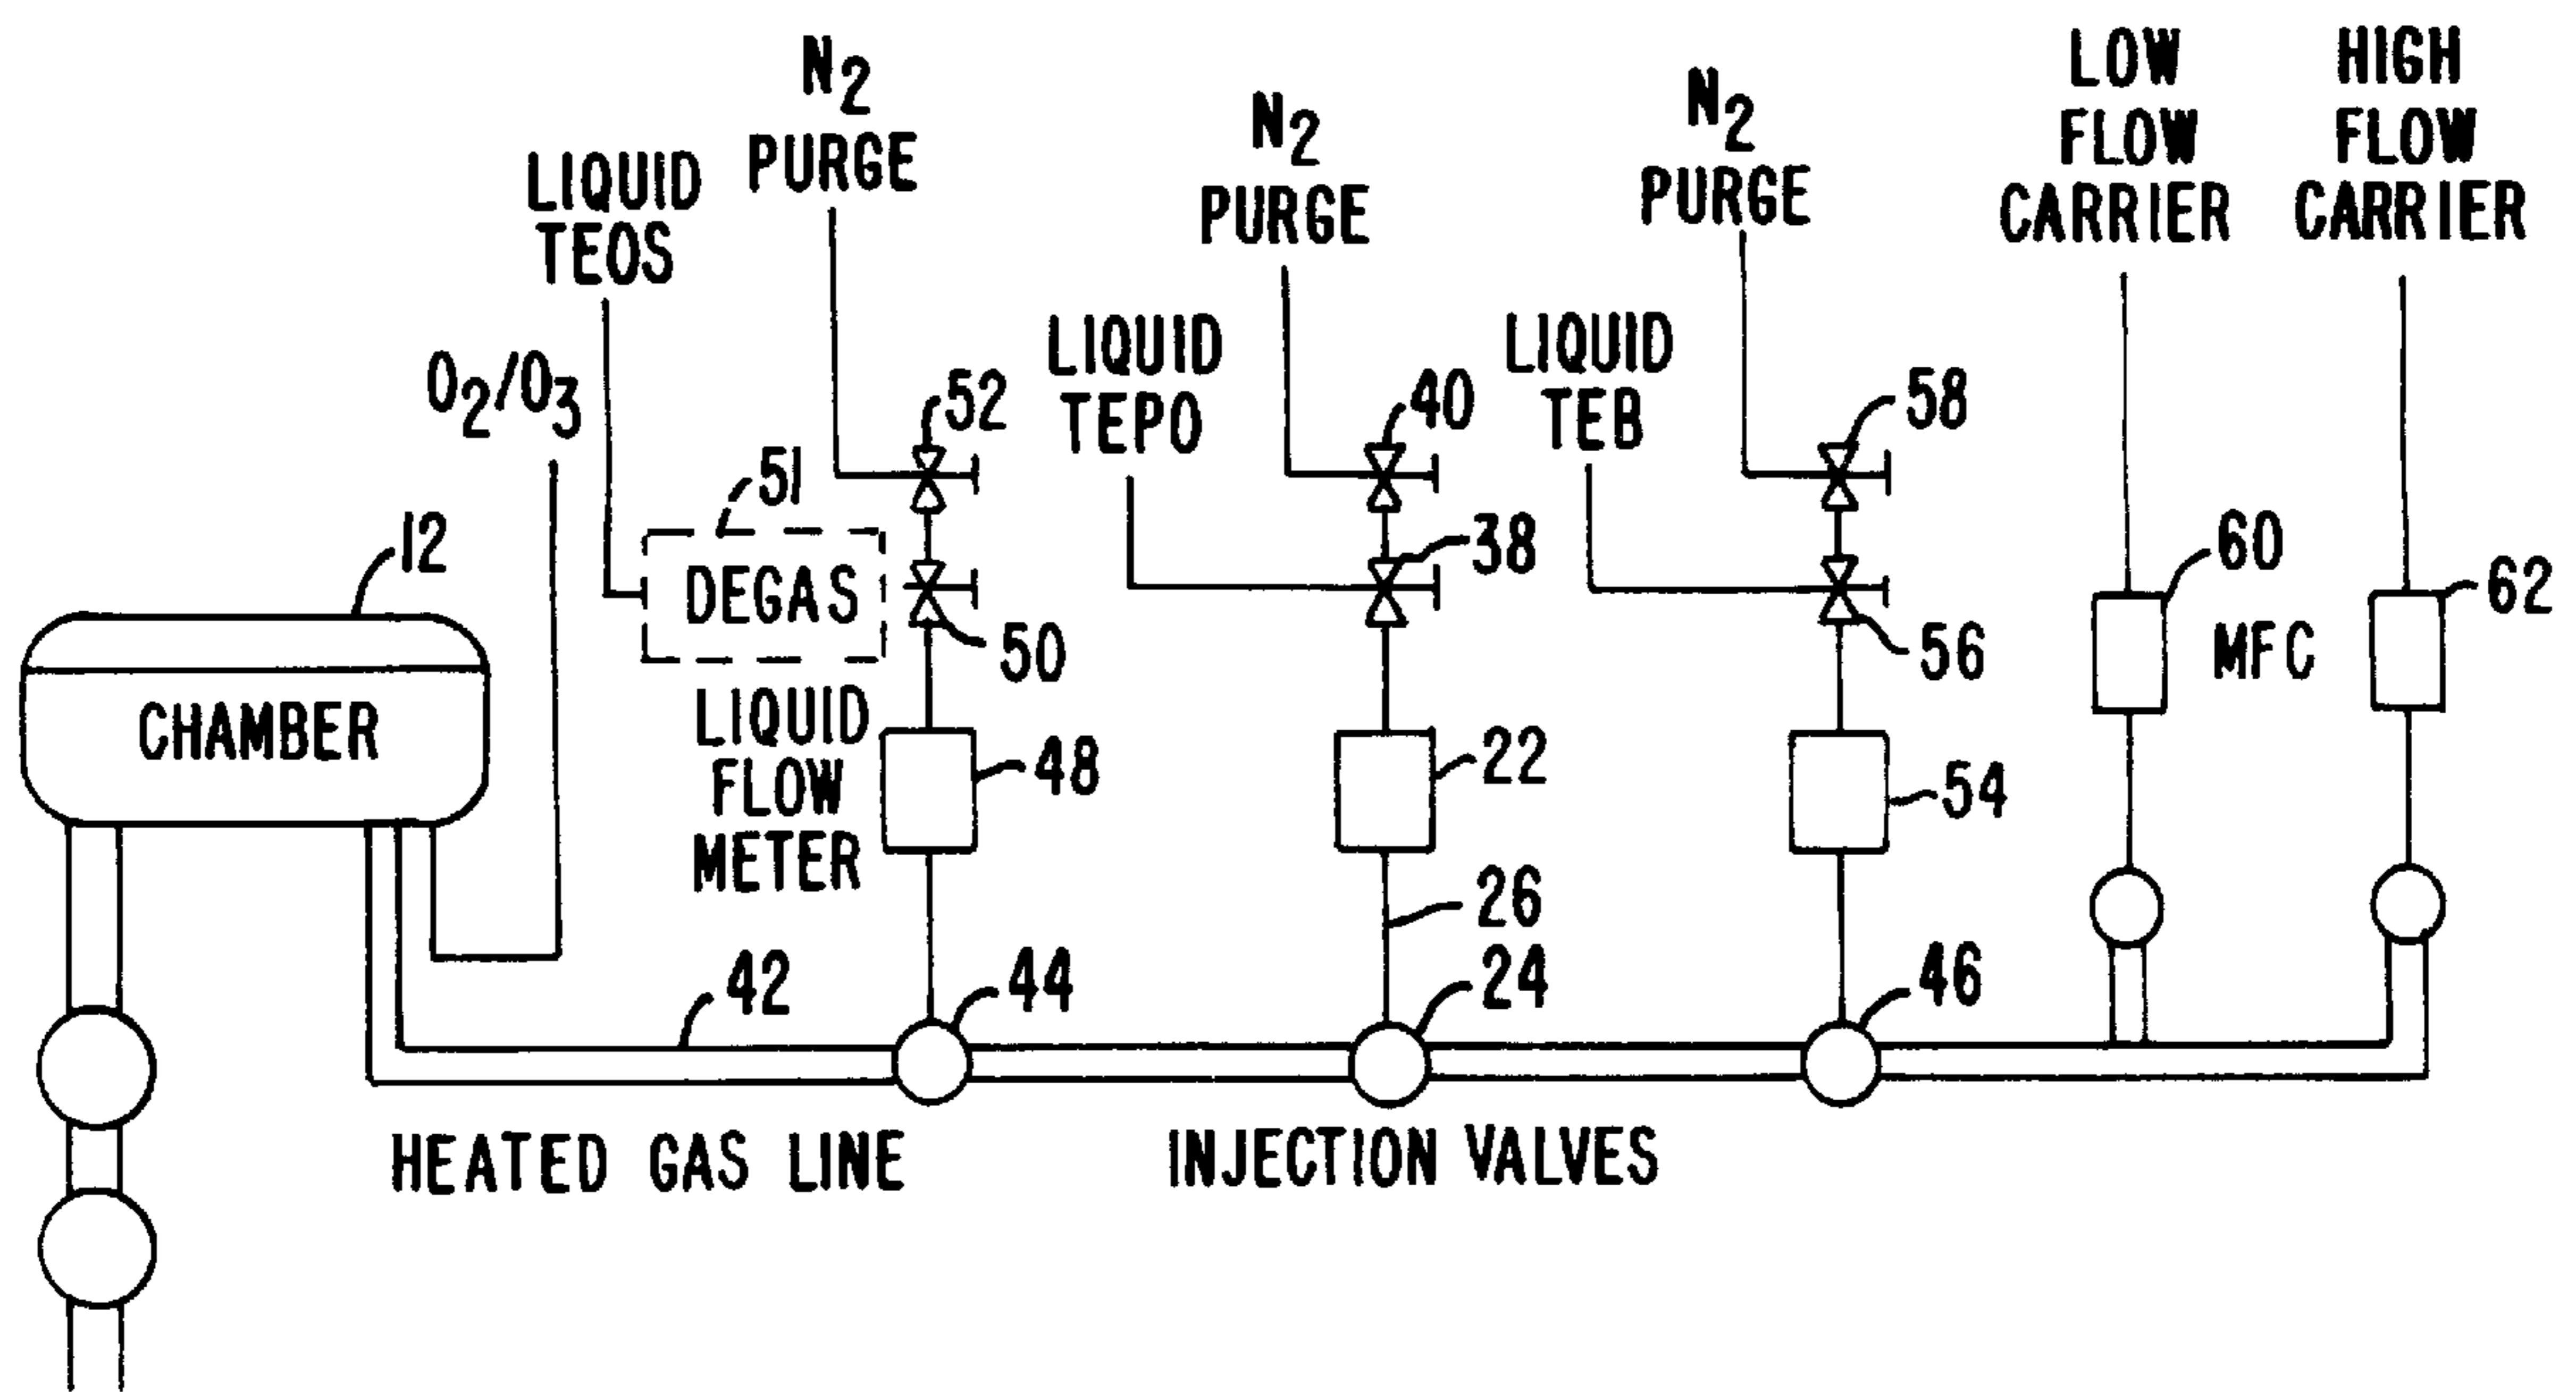 N2
PURGE
LIQUID
TEOS
O2/O3
N2
PURGE
LIQUID
TEPO
N2
PURGE
LIQUID
TEB
LOW
FLOW
CARRIER
HIGH
FLOW
CARRIER
52
40
58
51
DEGAS
38
50
56
60
MFC
62
12
CHAMBER
LIQUID
FLOW
METER
48
22
54
26
42
44
24
46
HEATED GAS LINE
INJECTION VALVES